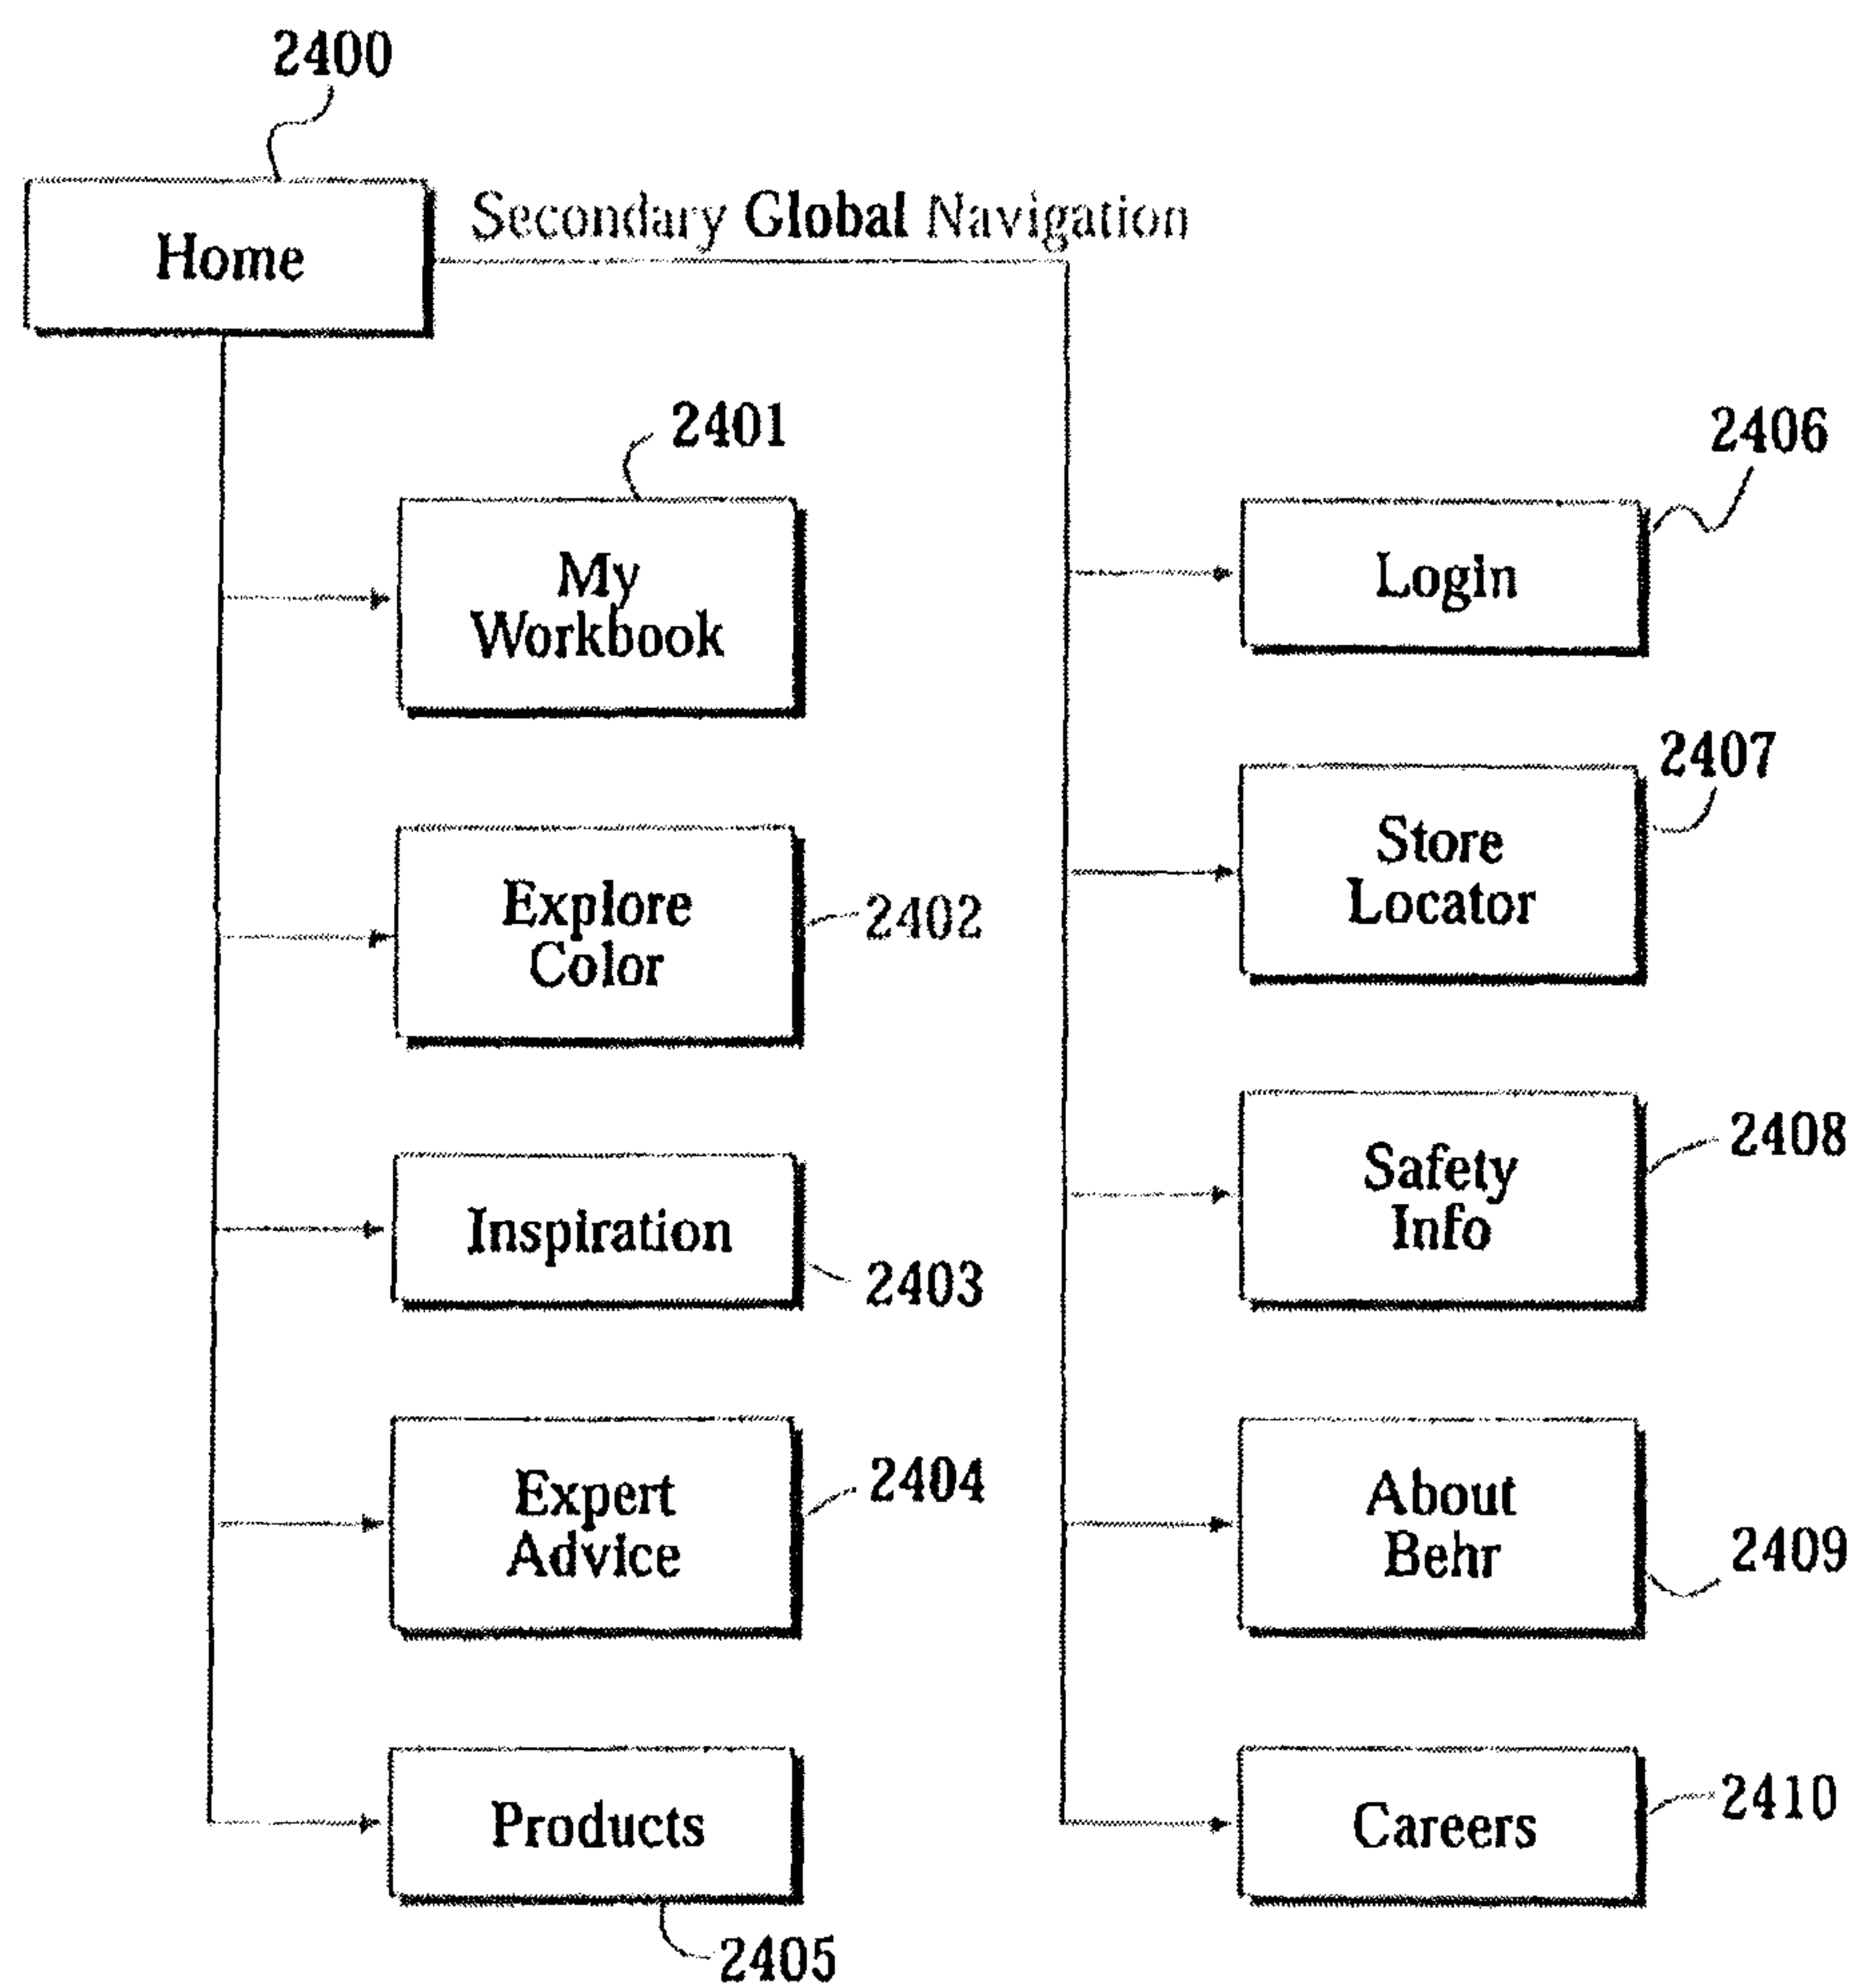 2400
Home
Secondary Global Navigation
2401
My
Workbook
Explore
Color
2402
Inspiration
2403
Expert
Advice
2404
Products
2405
2406
Login
2407
Store
Locator
2408
Safety
Info
About
Behr
2409
Careers
2410